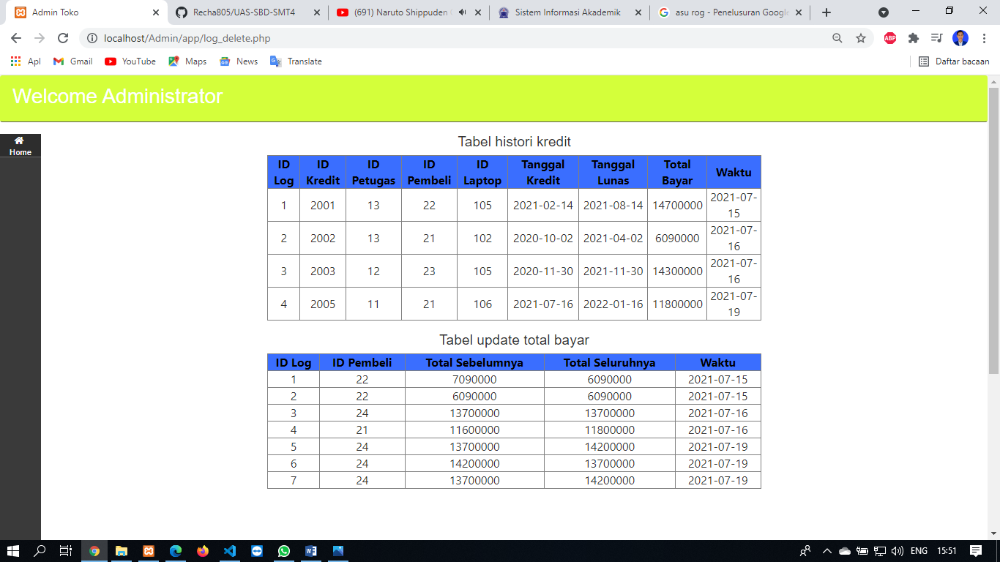 Admin Toko
Recha805/UAS-SBD-SMT4
(691) Naruto Shippuden
Sistem Informasi Akademik
asu rog - Penelusuran Google
localhost/Admin/app/log_delete.php
ABP
Apl
Gmail
YouTube
Maps
News
Translate
Daftar bacaan
Welcome Administrator
Home
Tabel histori kredit
ID Log ID Kredit ID Petugas ID Pembeli ID Laptop Tanggal Kredit Tanggal Lunas Total Bayar Waktu
1 2001 13 22 105 2021-02-14 2021-08-14 14700000 2021-07-15
2 2002 13 21 102 2020-10-02 2021-04-02 6090000 2021-07-16
3 2003 12 23 105 2020-11-30 2021-11-30 14300000 2021-07-16
4 2005 11 21 106 2021-07-16 2022-01-16 11800000 2021-07-19
Tabel update total bayar
ID Log ID Pembeli Total Sebelumnya Total Seluruhnya Waktu
1 22 7090000 6090000 2021-07-15
2 22 6090000 6090000 2021-07-15
3 24 13700000 13700000 2021-07-16
4 21 11600000 11800000 2021-07-16
5 24 13700000 14200000 2021-07-19
6 24 14200000 13700000 2021-07-19
7 24 13700000 14200000 2021-07-19
ENG
15:51